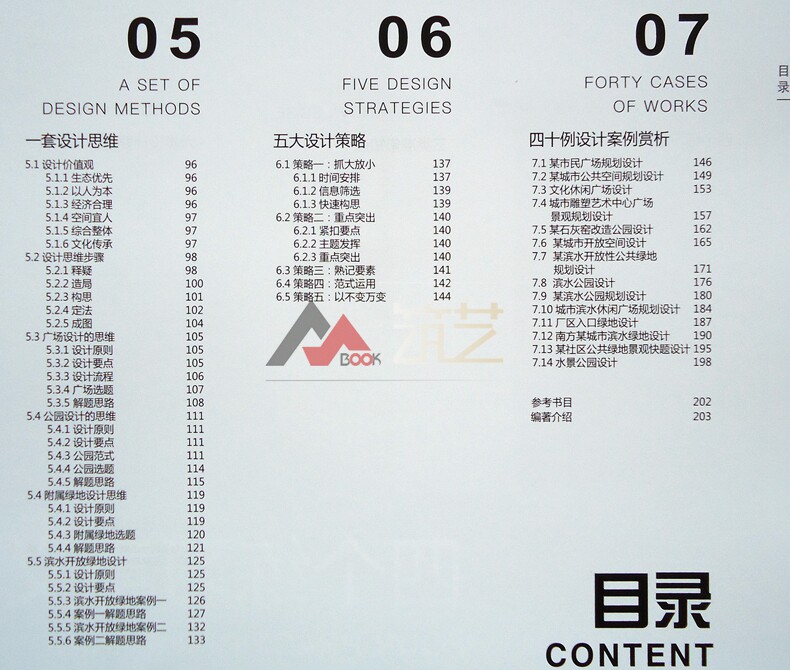 05
A SET OF
DESIGN METHODS
一套设计思维
5.1 设计价值观 96
5.1.1 生态优先 96
5.1.2 以人为本 96
5.1.3 经济合理 96
5.1.4 空间宜人 97
5.1.5 综合整体 97
5.1.6 文化传承 97
5.2 设计思维步骤 98
5.2.1 释疑 98
5.2.2 造局 100
5.2.3 构思 101
5.2.4 定法 102
5.2.5 成图 104
5.3 广场设计的思维 105
5.3.1 设计原则 105
5.3.2 设计要点 105
5.3.3 设计流程 106
5.3.4 广场选题 107
5.3.5 解题思路 108
5.4 公园设计的思维 111
5.4.1 设计原则 111
5.4.2 设计要点 111
5.4.3 公园范式 111
5.4.4 公园选题 114
5.4.5 解题思路 115
5.4 附属绿地设计思维 119
5.4.1 设计原则 119
5.4.2 设计要点 119
5.4.3 附属绿地选题 120
5.4.4 解题思路 121
5.5 滨水开放绿地设计 125
5.5.1 设计原则 125
5.5.2 设计要点 125
5.5.3 滨水开放绿地案例一 126
5.5.4 案例一解题思路 127
5.5.5 滨水开放绿地案例二 132
5.5.6 案例二解题思路 133
06
FIVE DESIGN
STRATEGIES
五大设计策略
6.1 策略一：抓大放小 137
6.1.1 时间安排 137
6.1.2 信息筛选 139
6.1.3 快速构思 139
6.2 策略二：重点突出 140
6.2.1 紧扣要点 140
6.2.2 主题发挥 140
6.2.3 重点突出 140
6.3 策略三：熟记要素 141
6.4 策略四：范式运用 142
6.5 策略五：以不变万变 144
BOOK
筑艺
07
FORTY CASES
OF WORKS
四十例设计案例赏析
7.1 某市民广场规划设计 146
7.2 某城市公共空间规划设计 149
7.3 文化休闲广场设计 153
7.4 城市雕塑艺术中心广场
景观规划设计 157
7.5 某石灰窑改造公园设计 162
7.6 某城市开放空间设计 165
7.7 某滨水开放性公共绿地
规划设计 171
7.8 滨水公园设计 176
7.9 某滨水公园规划设计 180
7.10 城市滨水休闲广场规划设计 184
7.11 厂区入口绿地设计 187
7.12 南方某城市滨水绿地设计 190
7.13 某社区公共绿地景观快题设计 195
7.14 水景公园设计 198
参考书目 202
编著介绍 203
目录
CONTENT
目录